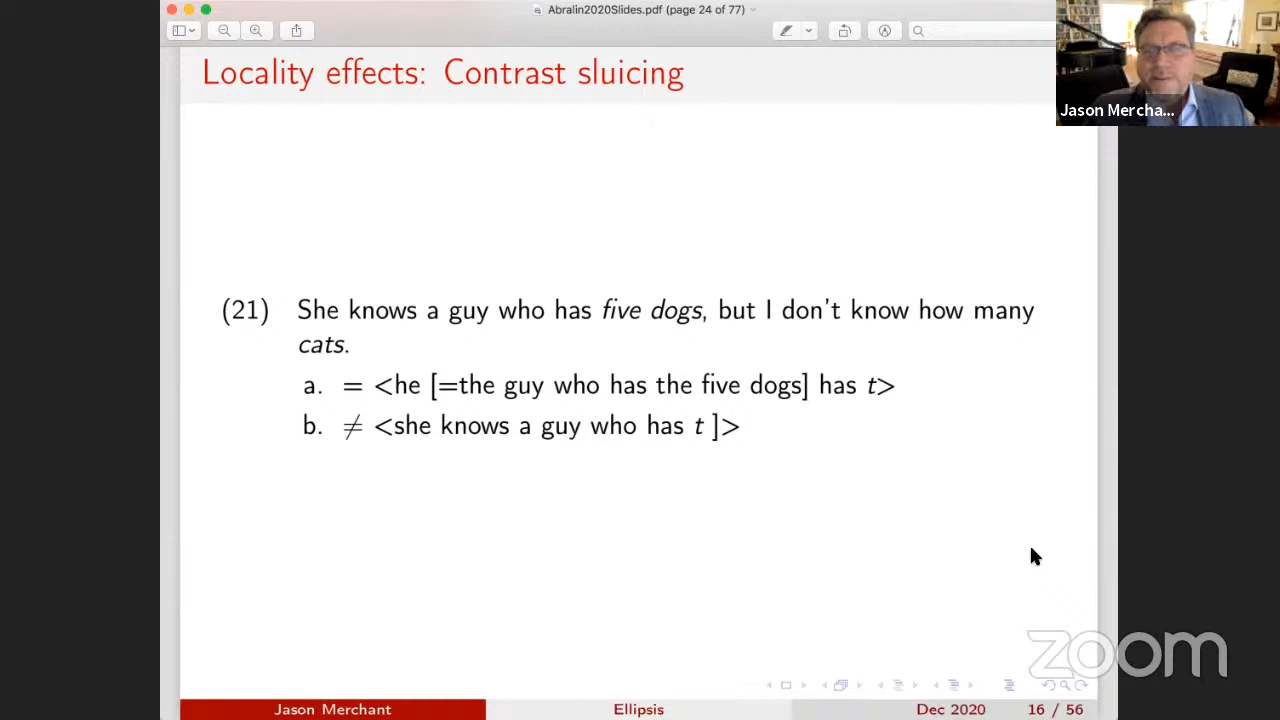 Abralin2020Slides.pdf (page 24 of 77)
Locality effects: Contrast sluicing
Jason Mercha...
(21) She knows a guy who has five dogs, but I don't know how many
cats.
a. = <he [=the guy who has the five dogs] has t>
b. ≠ <she knows a guy who has t ]>
zoom
Jason Merchant Ellipsis Dec 2020 16 / 56